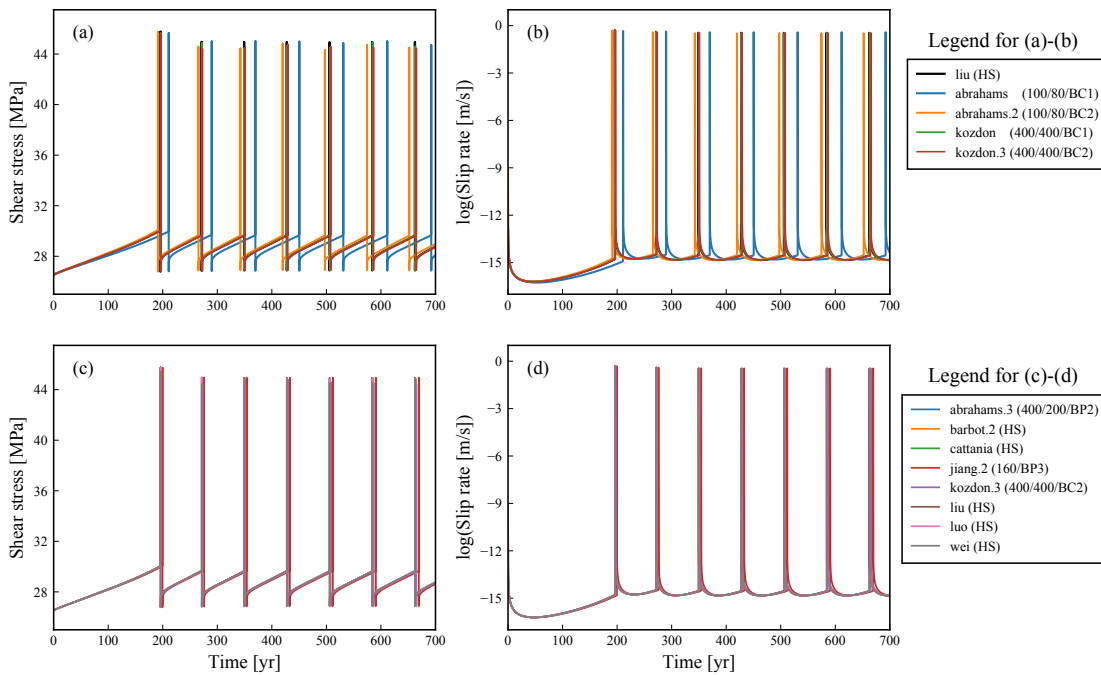 (a)
Shear stress [MPa]
44
40
36
32
28
0 100 200 300 400 500 600 700
(b)
log(Slip rate [m/s])
0
−3
−6
−9
−12
−15
0 100 200 300 400 500 600 700
Legend for (a)-(b)
liu (HS)
abrahams (100/80/BC1)
abrahams.2 (100/80/BC2)
kozdon (400/400/BC1)
kozdon.3 (400/400/BC2)
(c)
Shear stress [MPa]
44
40
36
32
28
0 100 200 300 400 500 600 700
Time [yr]
(d)
log(Slip rate [m/s])
0
−3
−6
−9
−12
−15
0 100 200 300 400 500 600 700
Time [yr]
Legend for (c)-(d)
abrahams.3 (400/200/BP2)
barbot.2 (HS)
cattania (HS)
jiang.2 (160/BP3)
kozdon.3 (400/400/BC2)
liu (HS)
luo (HS)
wei (HS)